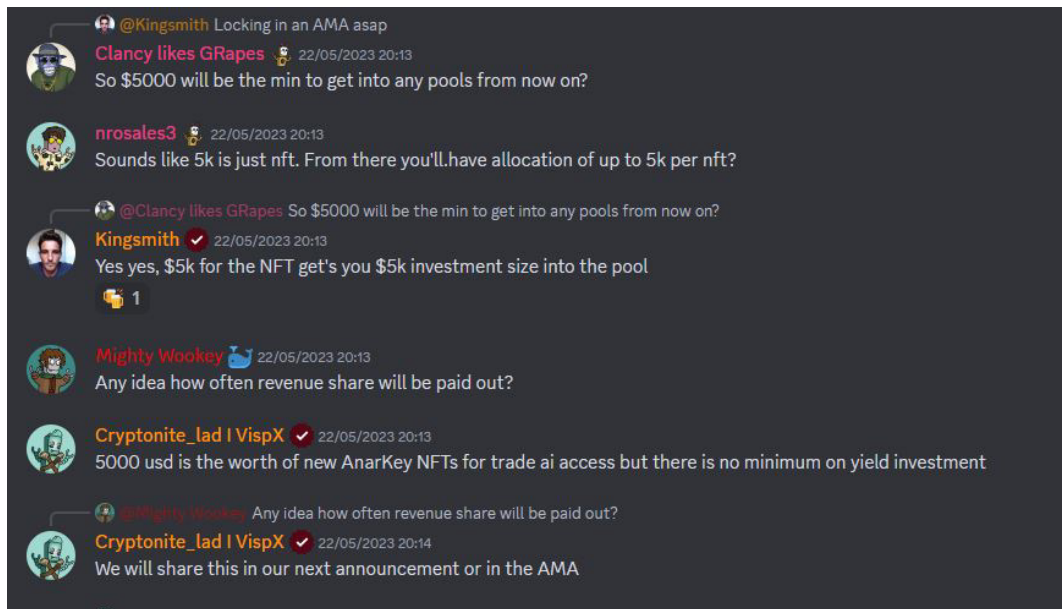 @Kingsmith Locking in an AMA asap
Clancy likes GRapes 22/05/2023 20:13
So $5000 will be the min to get into any pools from now on?
nrosales3 22/05/2023 20:13
Sounds like 5k is just nft. From there you'll.have allocation of up to 5k per nft?
@Clancy likes GRapes So $5000 will be the min to get into any pools from now on?
Kingsmith 22/05/2023 20:13
Yes yes, $5k for the NFT get's you $5k investment size into the pool
1
Mighty Wookey 22/05/2023 20:13
Any idea how often revenue share will be paid out?
Cryptonite_lad I VispX 22/05/2023 20:13
5000 usd is the worth of new AnarKey NFTs for trade ai access but there is no minimum on yield investment
@Mighty Wookey Any idea how often revenue share will be paid out?
Cryptonite_lad I VispX 22/05/2023 20:14
We will share this in our next announcement or in the AMA